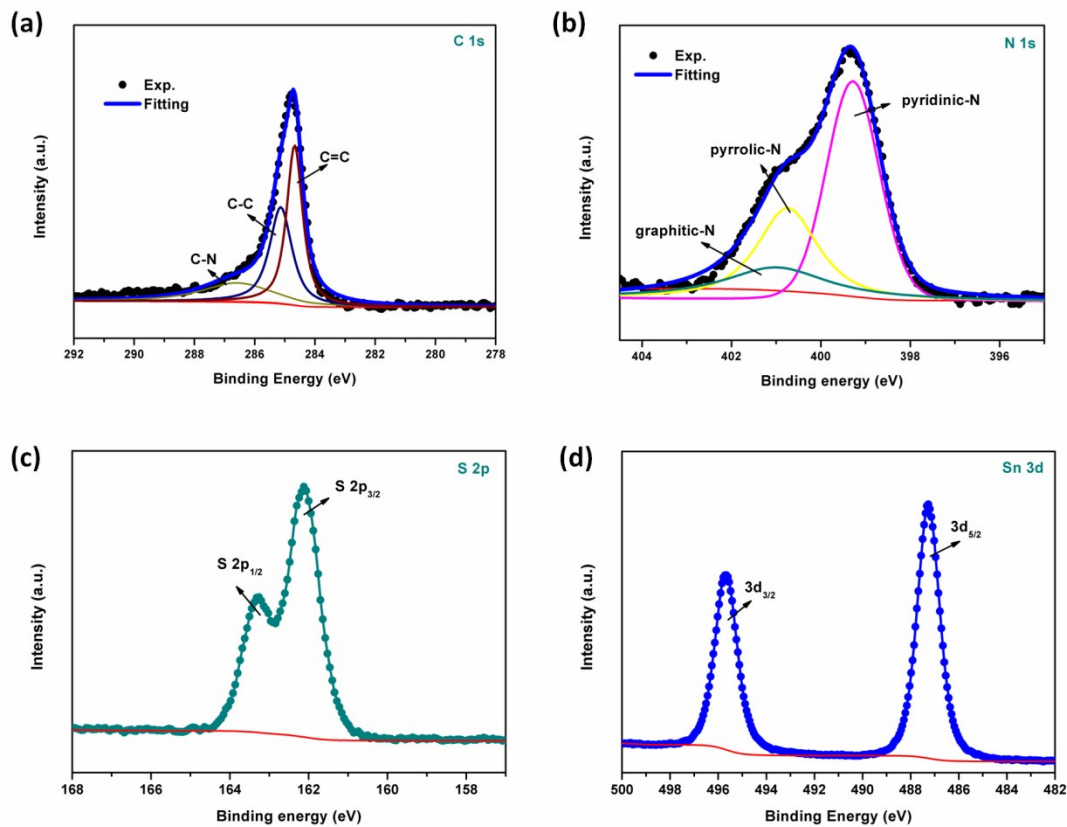 (a)
C 1s
Exp.
Fitting
C=C
C-C
C-N
Intensity (a.u.)
292 290 288 286 284 282 280 278
Binding Energy (eV)
(b)
N 1s
Exp.
Fitting
pyridinic-N
pyrrolic-N
graphitic-N
Intensity (a.u.)
404 402 400 398 396
Binding energy (eV)
(c)
S 2p
S 2p3/2
S 2p1/2
Intensity (a.u.)
168 166 164 162 160 158
Binding energy (eV)
(d)
Sn 3d
3d5/2
3d3/2
Intensity (a.u.)
500 498 496 494 492 490 488 486 484 482
Binding Energy (eV)